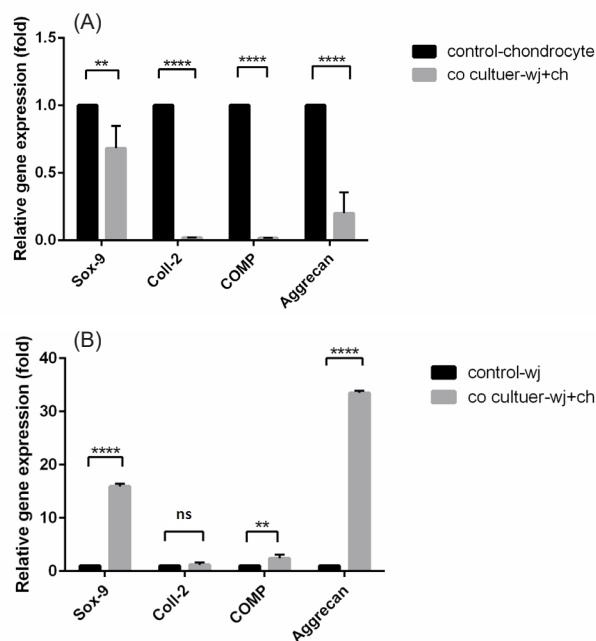 (A)
Relative gene expression (fold)
1.5
1.0
0.5
0.0
**
****
****
****
Sox-9
Coll-2
COMP
Aggrecan
control-chondrocyte
co cultuer-wj+ch
(B)
Relative gene expression (fold)
40
30
20
10
0
****
ns
**
****
Sox-9
Coll-2
COMP
Aggrecan
control-wj
co cultuer-wj+ch